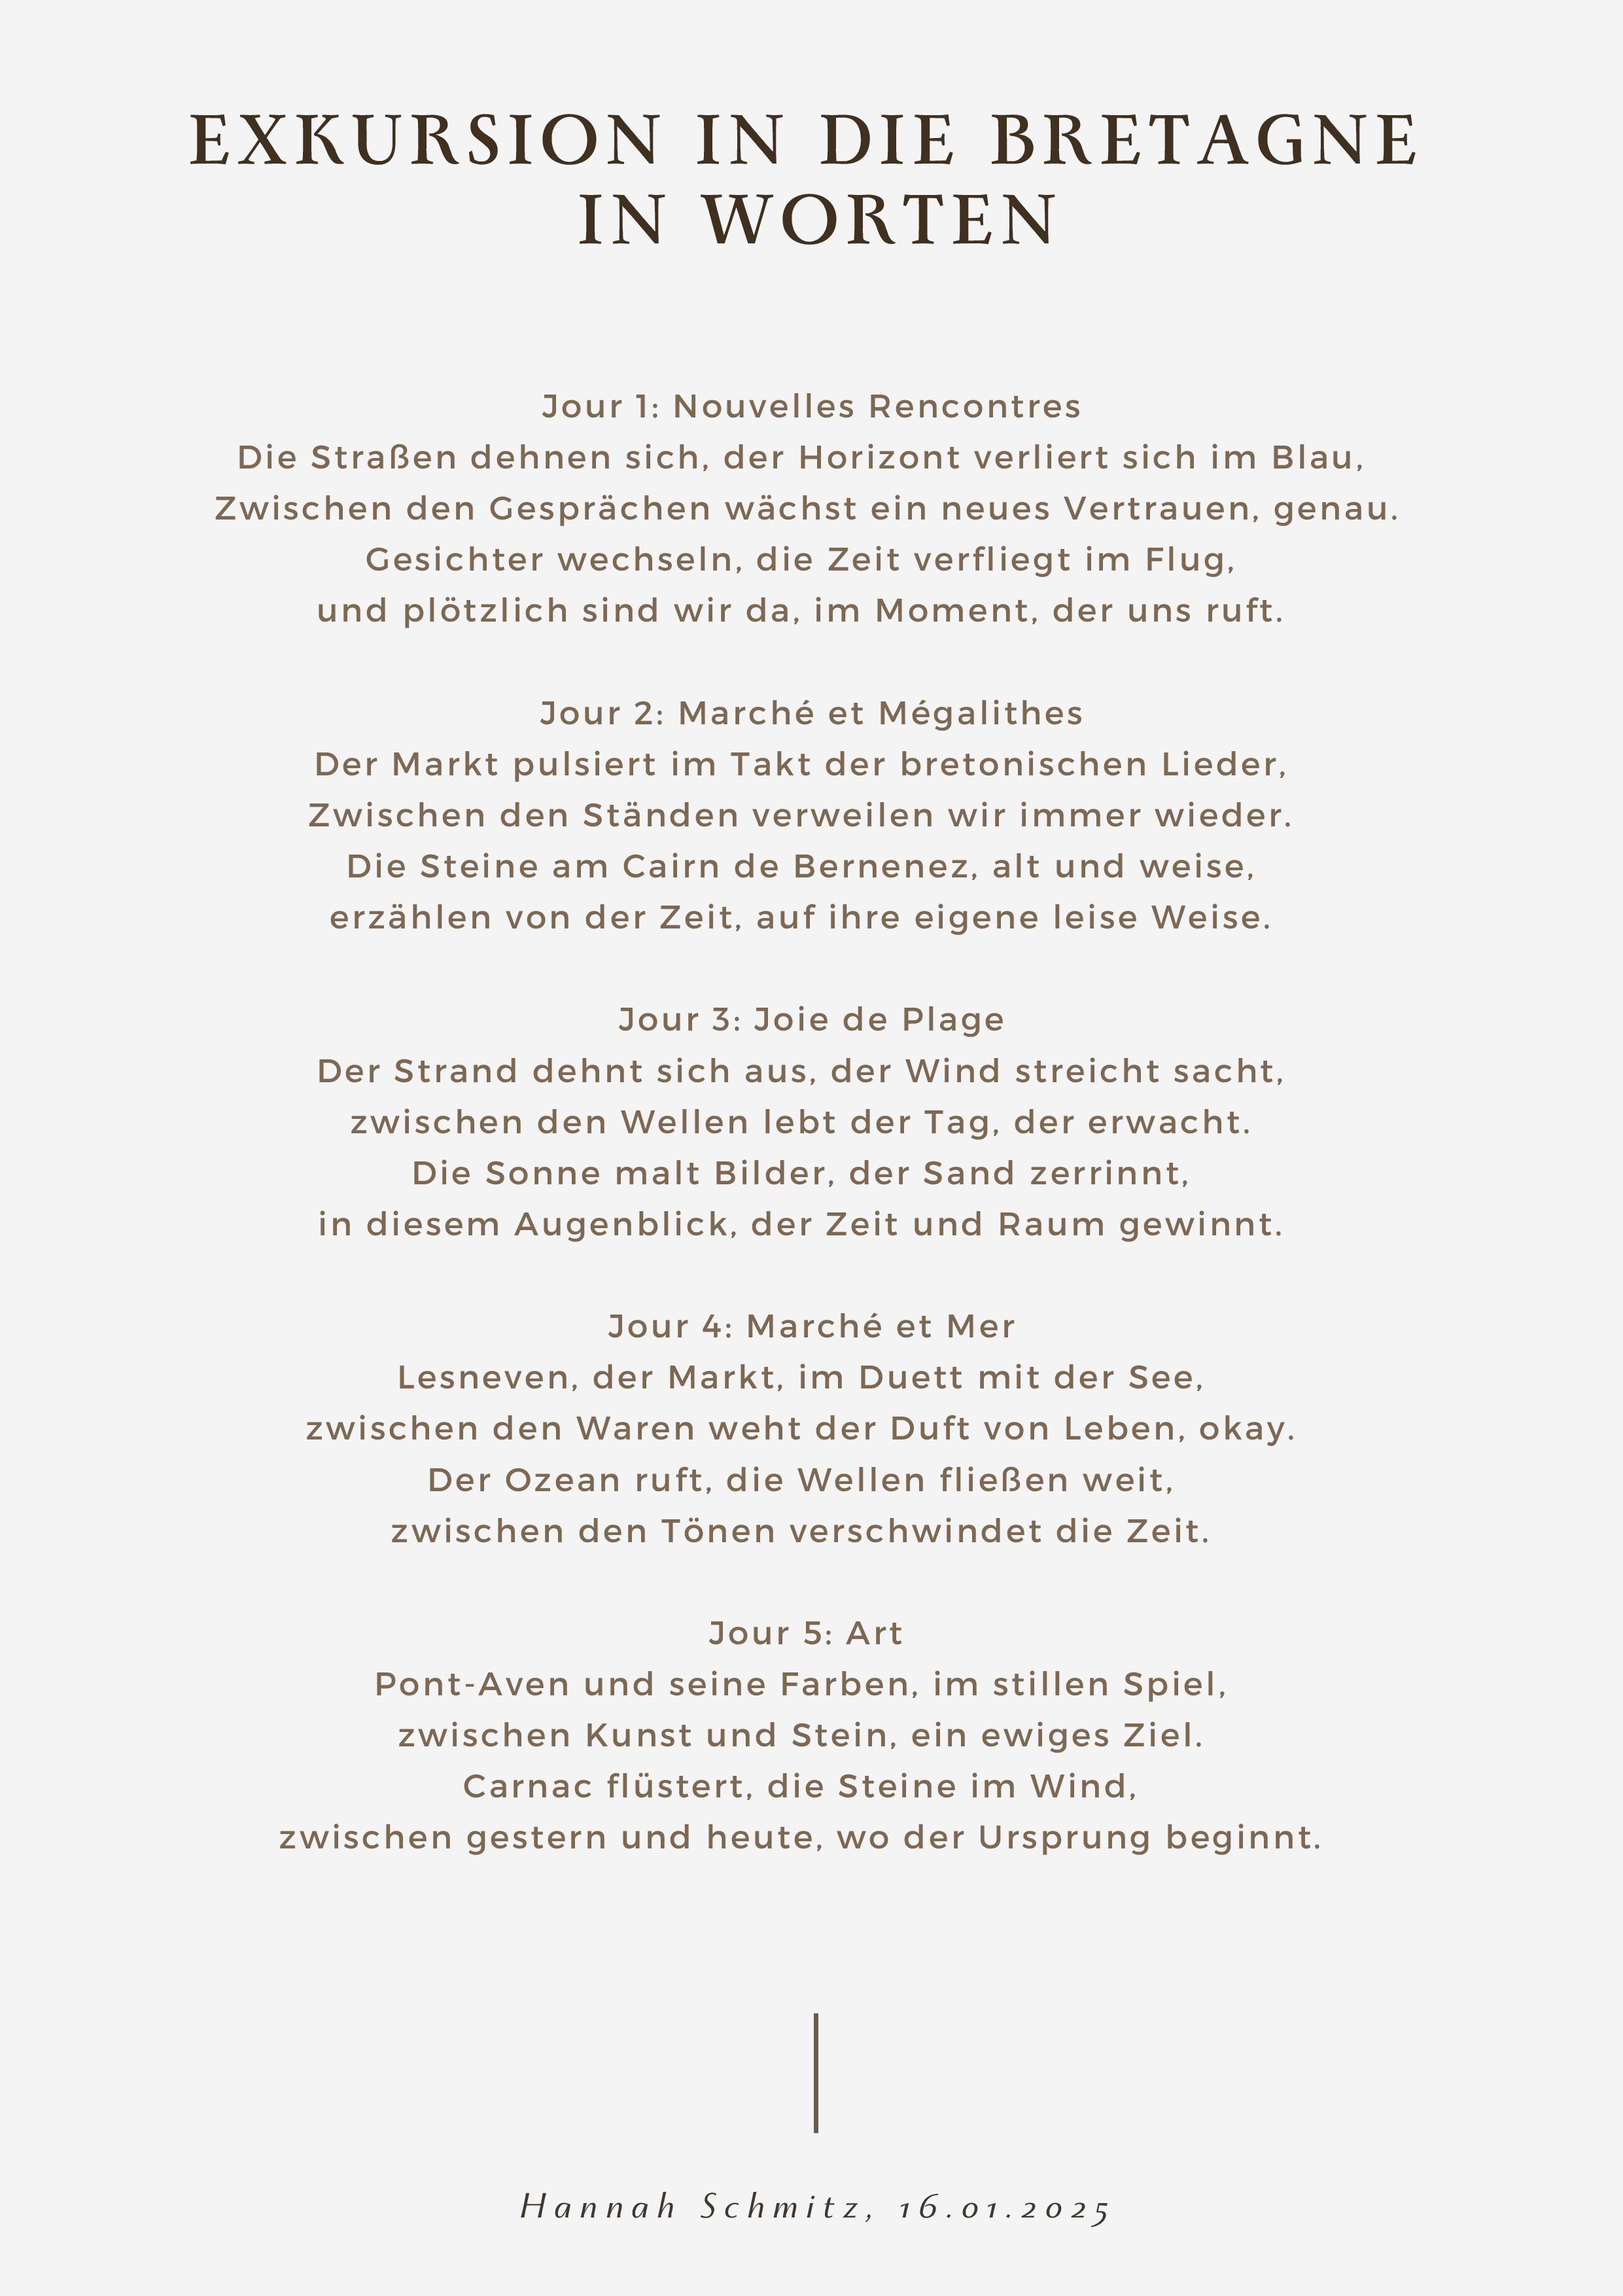 EXKURSION IN DIE BRETAGNE
IN WORTEN
Jour 1: Nouvelles Rencontres
Die Straßen dehnen sich, der Horizont verliert sich im Blau,
Zwischen den Gesprächen wächst ein neues Vertrauen, genau.
Gesichter wechseln, die Zeit verfliegt im Flug,
und plötzlich sind wir da, im Moment, der uns ruft.
Jour 2: Marché et Mégalithes
Der Markt pulsiert im Takt der bretonischen Lieder,
Zwischen den Ständen verweilen wir immer wieder.
Die Steine am Cairn de Bernenez, alt und weise,
erzählen von der Zeit, auf ihre eigene leise Weise.
Jour 3: Joie de Plage
Der Strand dehnt sich aus, der Wind streicht sacht,
zwischen den Wellen lebt der Tag, der erwacht.
Die Sonne malt Bilder, der Sand zerrinnt,
in diesem Augenblick, der Zeit und Raum gewinnt.
Jour 4: Marché et Mer
Lesneven, der Markt, im Duett mit der See,
zwischen den Waren weht der Duft von Leben, okay.
Der Ozean ruft, die Wellen fließen weit,
zwischen den Tönen verschwindet die Zeit.
Jour 5: Art
Pont-Aven und seine Farben, im stillen Spiel,
zwischen Kunst und Stein, ein ewiges Ziel.
Carnac flüstert, die Steine im Wind,
zwischen gestern und heute, wo der Ursprung beginnt.
Hannah Schmitz, 16.01.2025